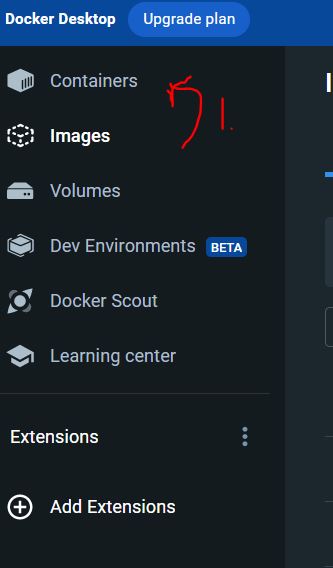 Docker Desktop Upgrade plan
Containers
1.
Images
Volumes
Dev Environments BETA
Docker Scout
Learning center
Extensions
Add Extensions